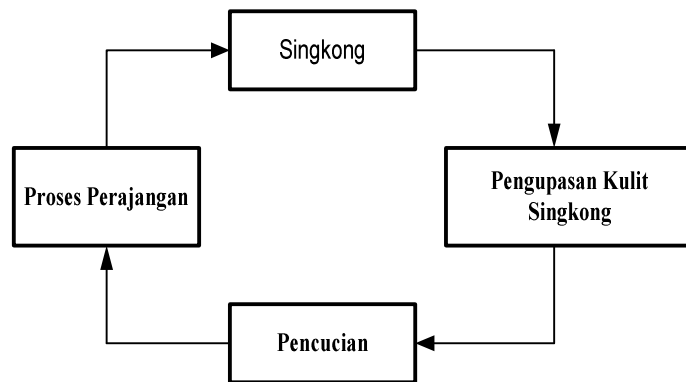 Singkong
Pengupasan Kulit
Singkong
Proses Perajangan
Pencucian